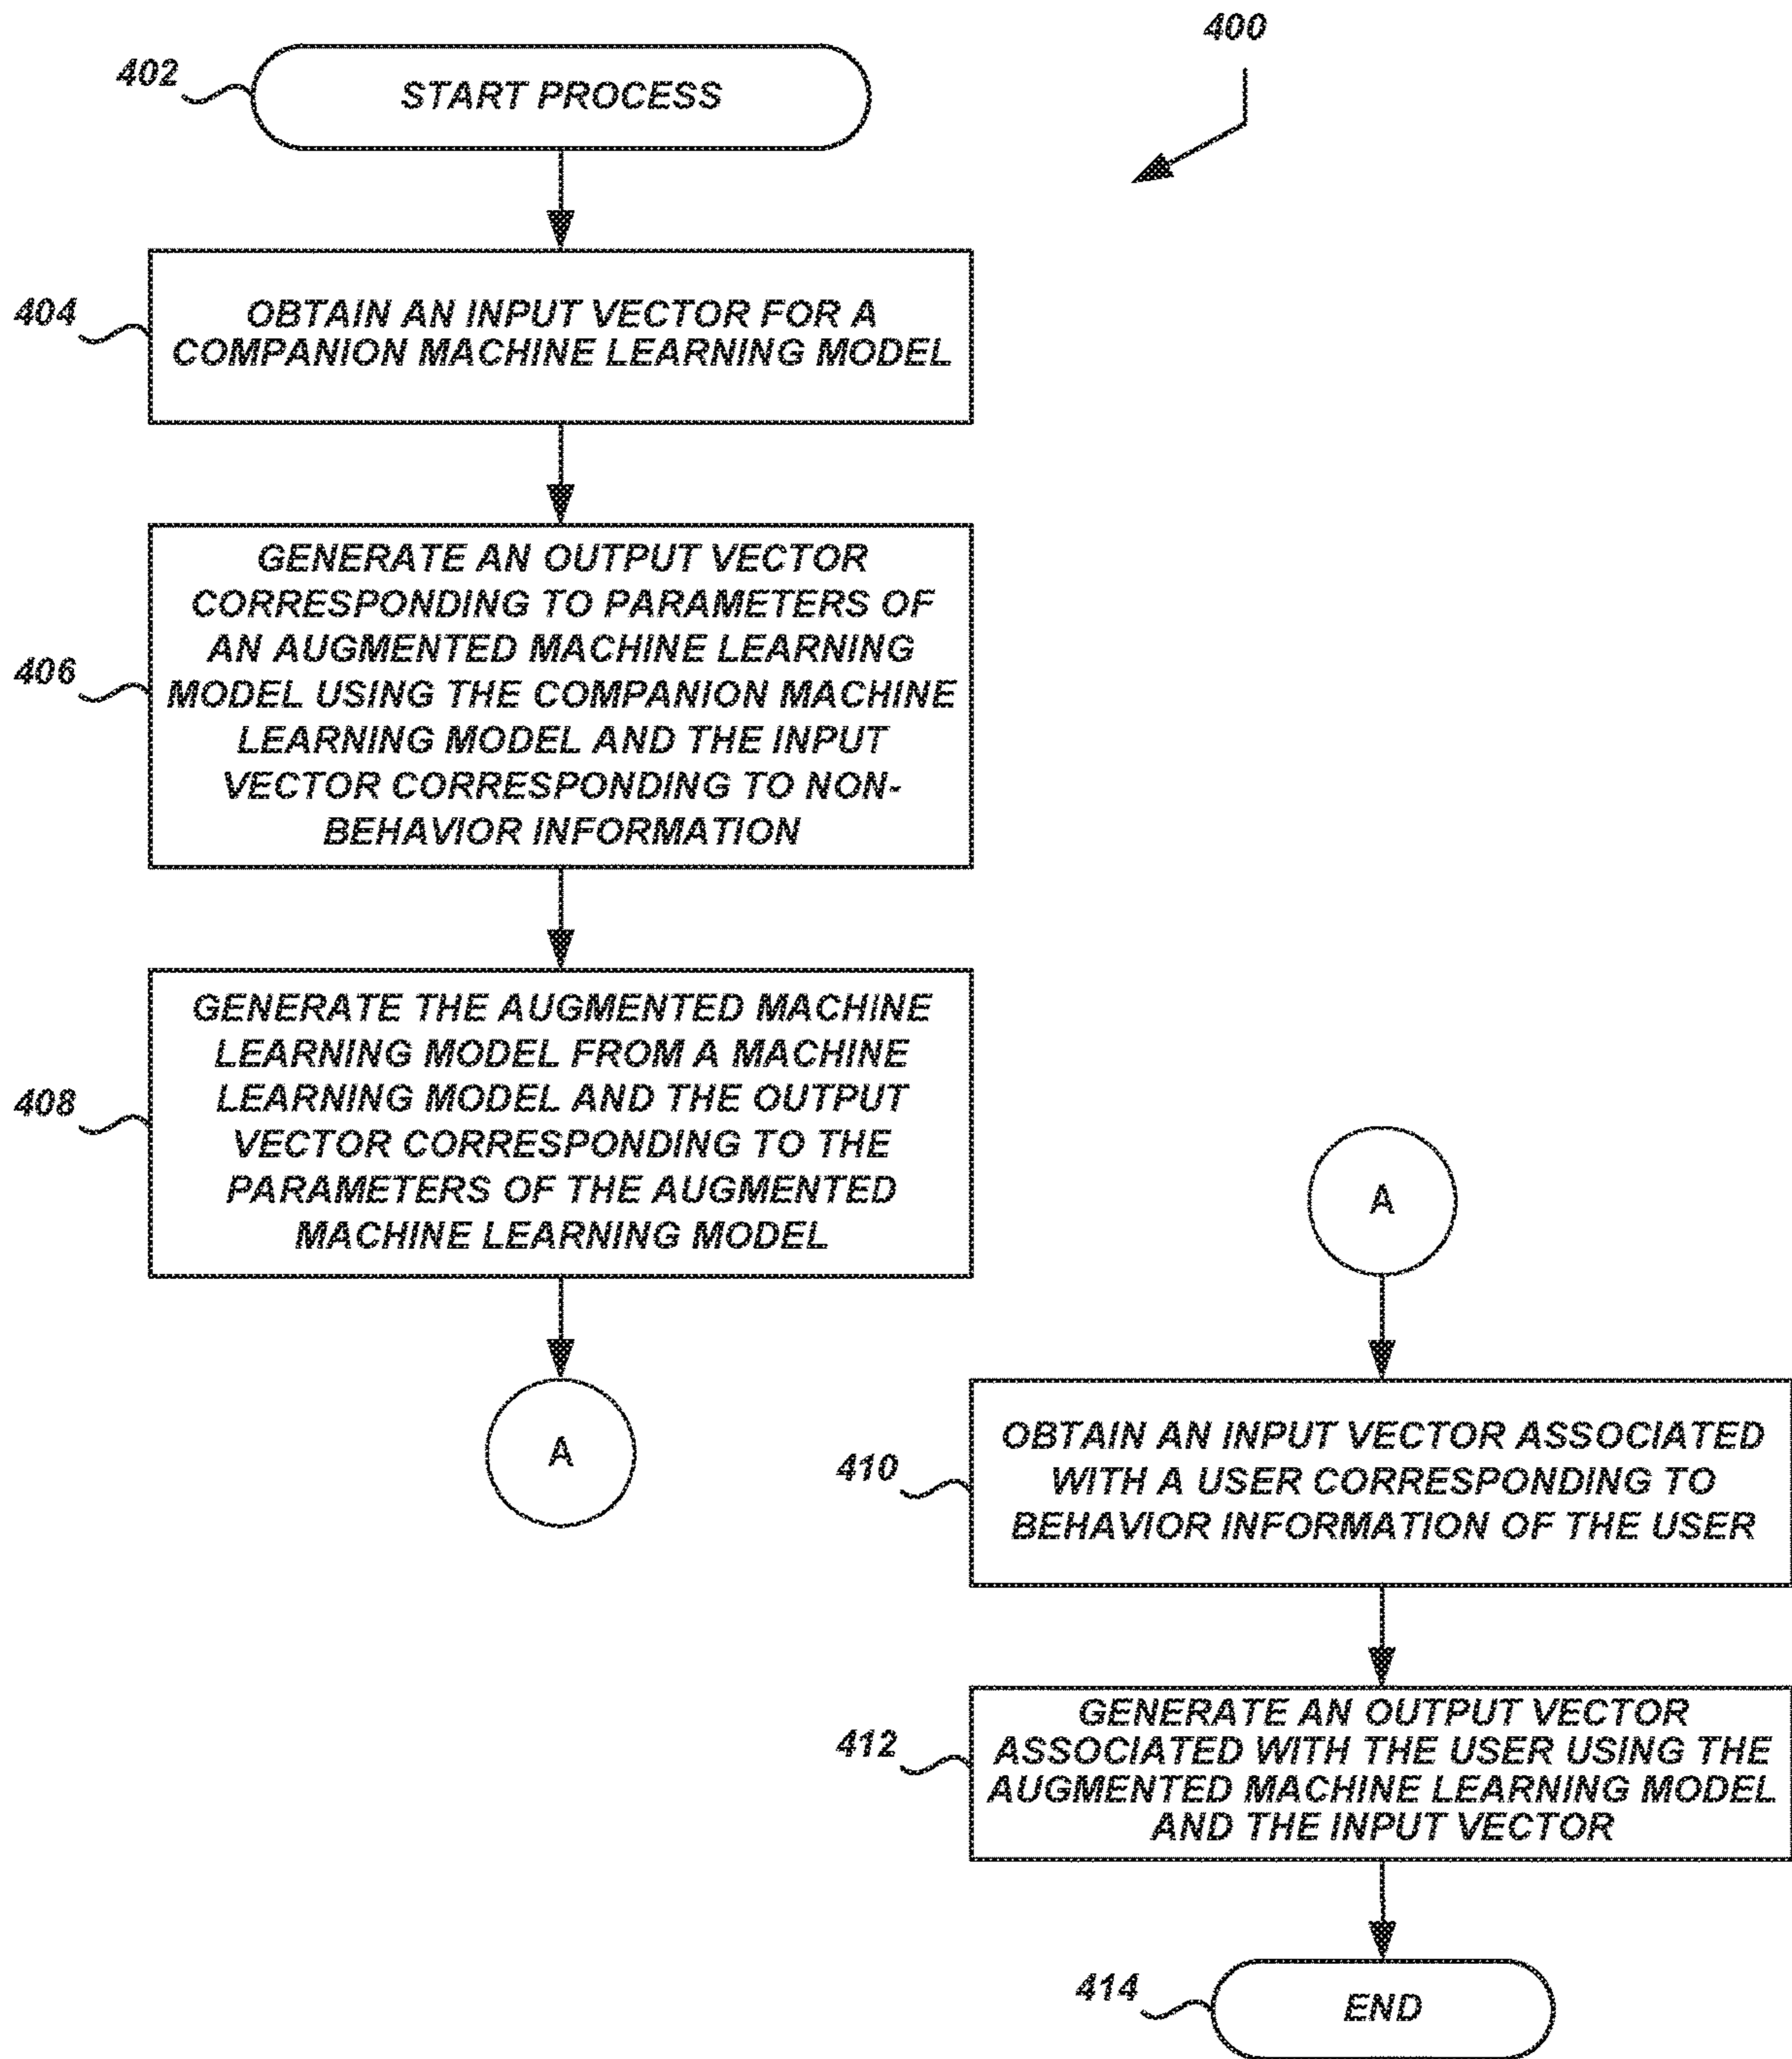 400
402
START PROCESS
404
OBTAIN AN INPUT VECTOR FOR A
COMPANION MACHINE LEARNING MODEL
406
GENERATE AN OUTPUT VECTOR
CORRESPONDING TO PARAMETERS OF
AN AUGMENTED MACHINE LEARNING
MODEL USING THE COMPANION MACHINE
LEARNING MODEL AND THE INPUT
VECTOR CORRESPONDING TO NON-
BEHAVIOR INFORMATION
408
GENERATE THE AUGMENTED MACHINE
LEARNING MODEL FROM A MACHINE
LEARNING MODEL AND THE OUTPUT
VECTOR CORRESPONDING TO THE
PARAMETERS OF THE AUGMENTED
MACHINE LEARNING MODEL
A
A
410
OBTAIN AN INPUT VECTOR ASSOCIATED
WITH A USER CORRESPONDING TO
BEHAVIOR INFORMATION OF THE USER
412
GENERATE AN OUTPUT VECTOR
ASSOCIATED WITH THE USER USING THE
AUGMENTED MACHINE LEARNING MODEL
AND THE INPUT VECTOR
414
END